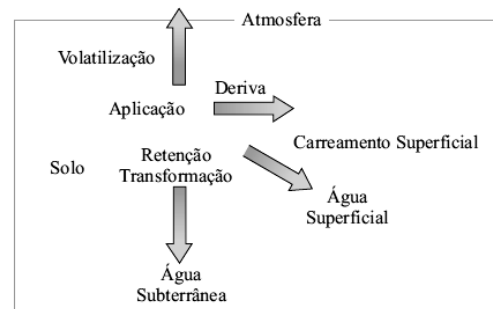 Atmosfera
Volatilização
Deriva
Aplicação
Carreamento Superficial
Retenção
Transformação
Solo
Água
Superficial
Água
Subterrânea